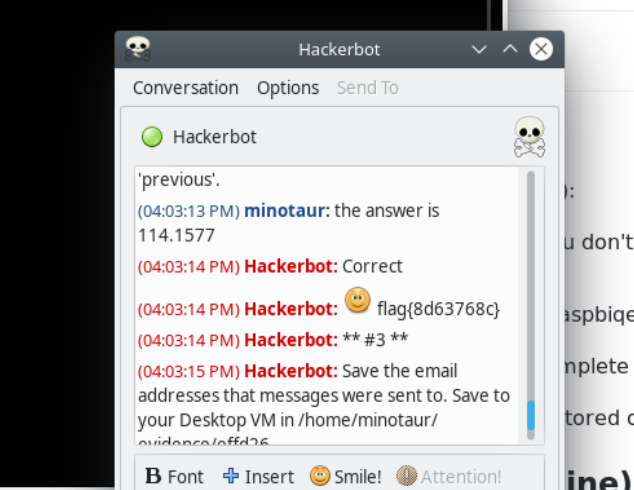 Hackerbot
Conversation Options Send To
Hackerbot
'previous'.
(04:03:13 PM) minotaur: the answer is
114.1577
(04:03:14 PM) Hackerbot: Correct
(04:03:14 PM) Hackerbot: flag{8d63768c}
(04:03:14 PM) Hackerbot: ** #3 **
(04:03:15 PM) Hackerbot: Save the email
addresses that messages were sent to. Save to
your Desktop VM in /home/minotaur/
evidence/effd26
B Font Insert Smile! Attention!
):
u don't
aspbiqe
mplete
tored
ine)